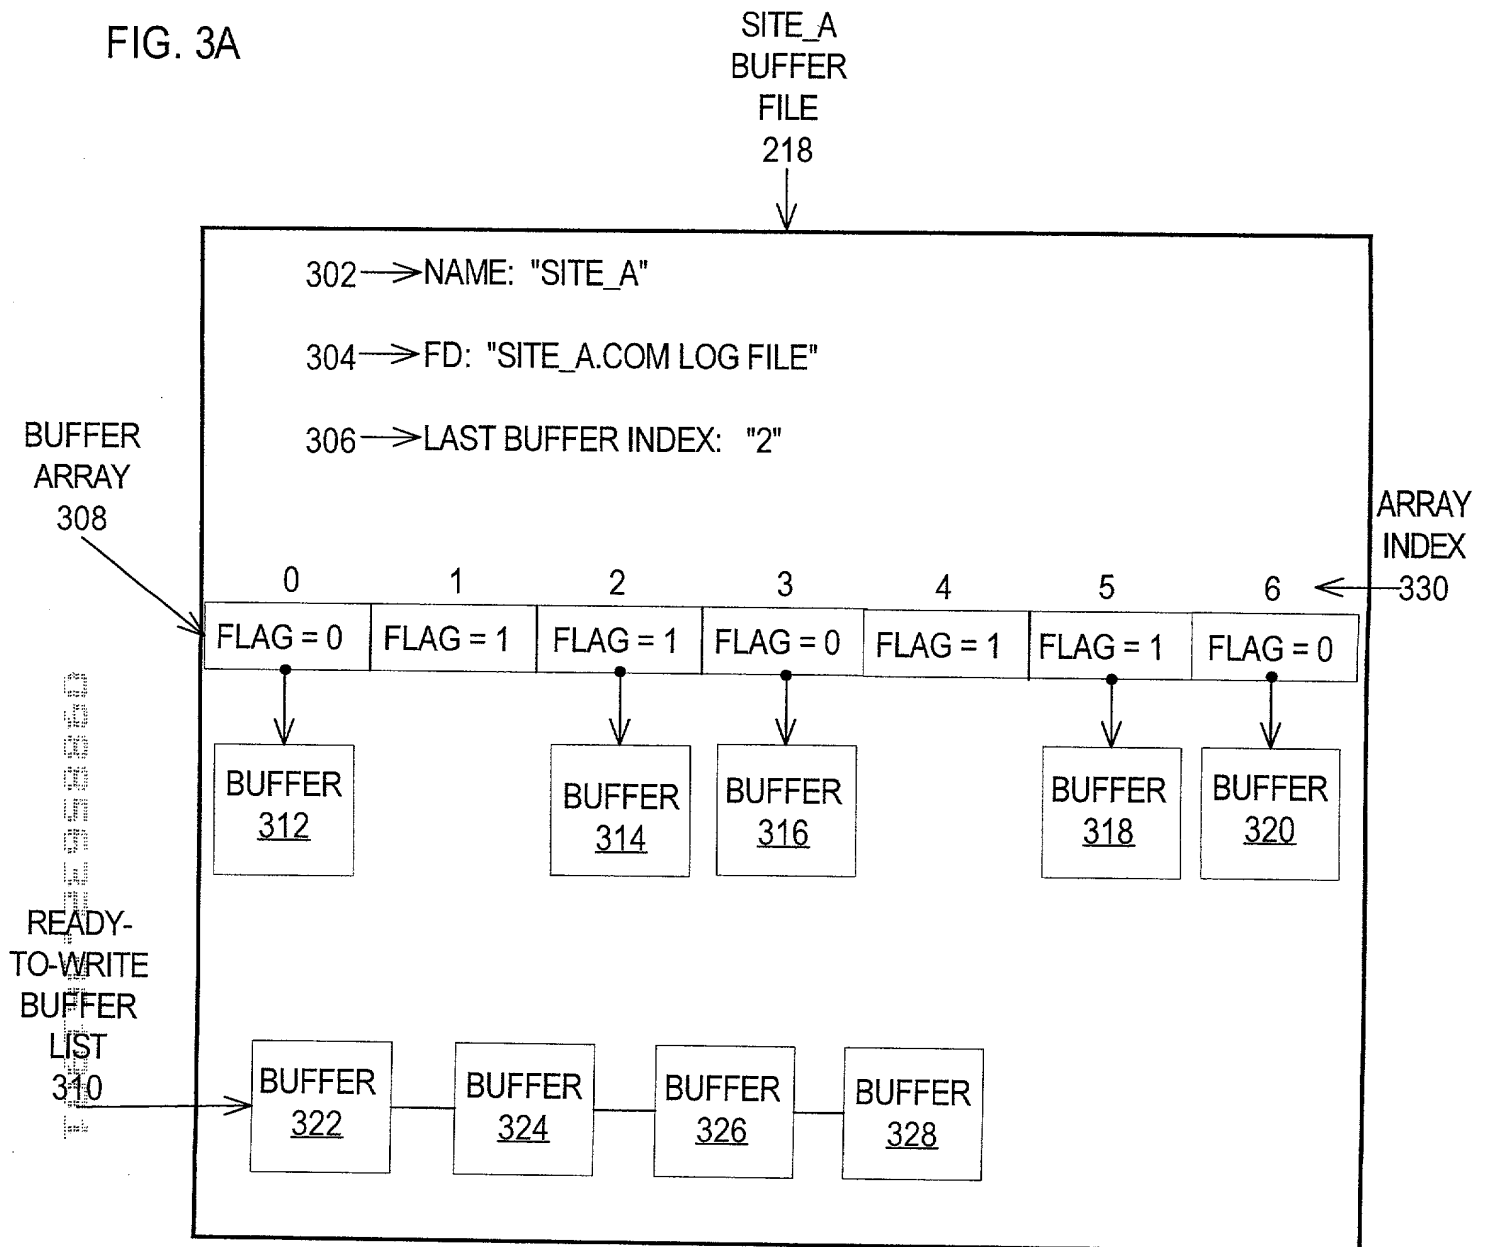 FIG. 3A
SITE_A
BUFFER
FILE
218
302 NAME: "SITE_A"
304 FD: "SITE_A.COM LOG FILE"
306 LAST BUFFER INDEX: "2"
BUFFER
ARRAY
308
ARRAY
INDEX
330
0 1 2 3 4 5 6
FLAG = 0 FLAG = 1 FLAG = 1 FLAG = 0 FLAG = 1 FLAG = 1 FLAG = 0
BUFFER BUFFER BUFFER BUFFER BUFFER
312 314 316 318 320
READY-
TO-WRITE
BUFFER
LIST
310
BUFFER BUFFER BUFFER BUFFER
322 324 326 328